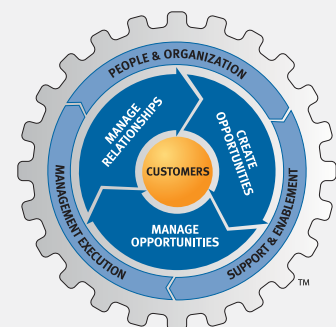 PEOPLE & ORGANIZATION
MANAGE
RELATIONSHIPS
CREATE
OPPORTUNITIES
CUSTOMERS
MANAGE
OPPORTUNITIES
MANAGEMENT EXECUTION
SUPPORT & ENABLEMENT
TM